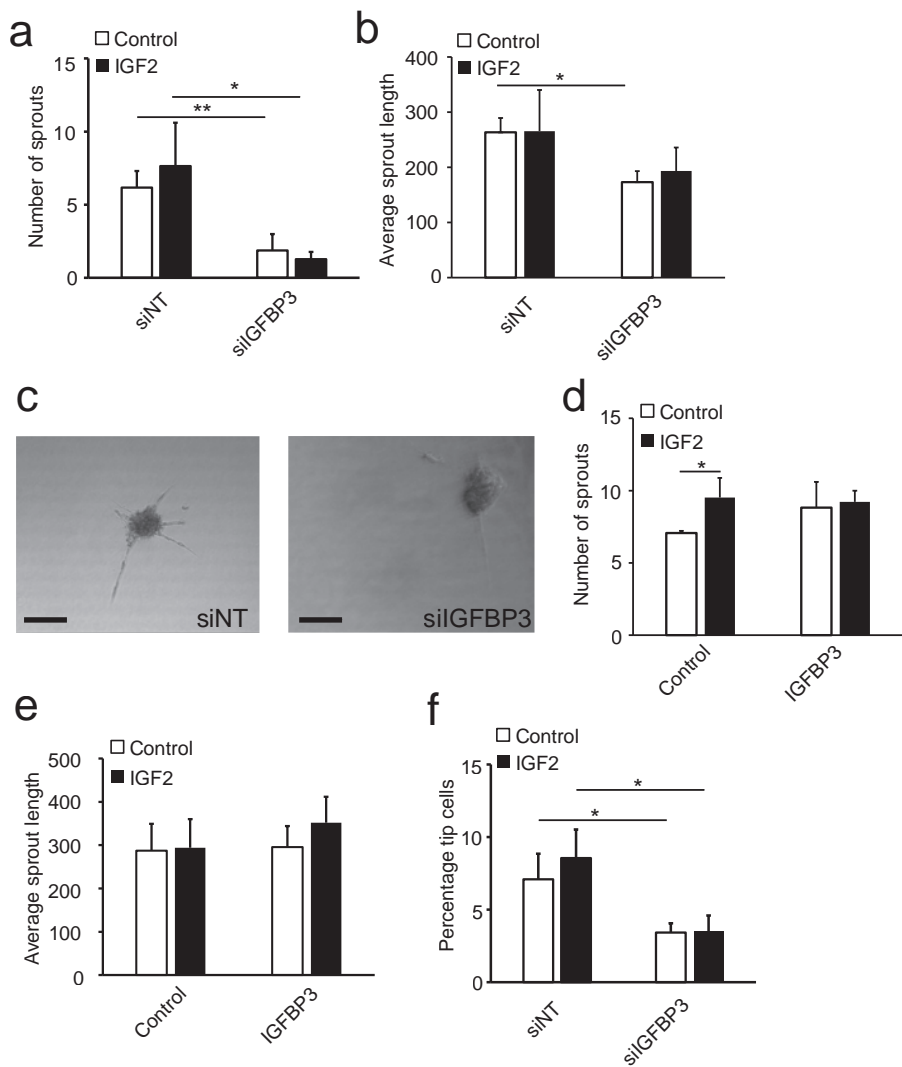 a
Control
IGF2
Number of sprouts
15
10
5
0
*
**
siNT
siIGFBP3
b
Control
IGF2
Average sprout length
400
300
200
100
0
*
siNT
siIGFBP3
c
siNT
siIGFBP3
d
Control
IGF2
Number of sprouts
15
10
5
0
*
Control
IGFBP3
e
Control
IGF2
Average sprout length
500
400
300
200
100
0
Control
IGFBP3
f
Control
IGF2
Percentage tip cells
15
10
5
0
*
*
siNT
siIGFBP3